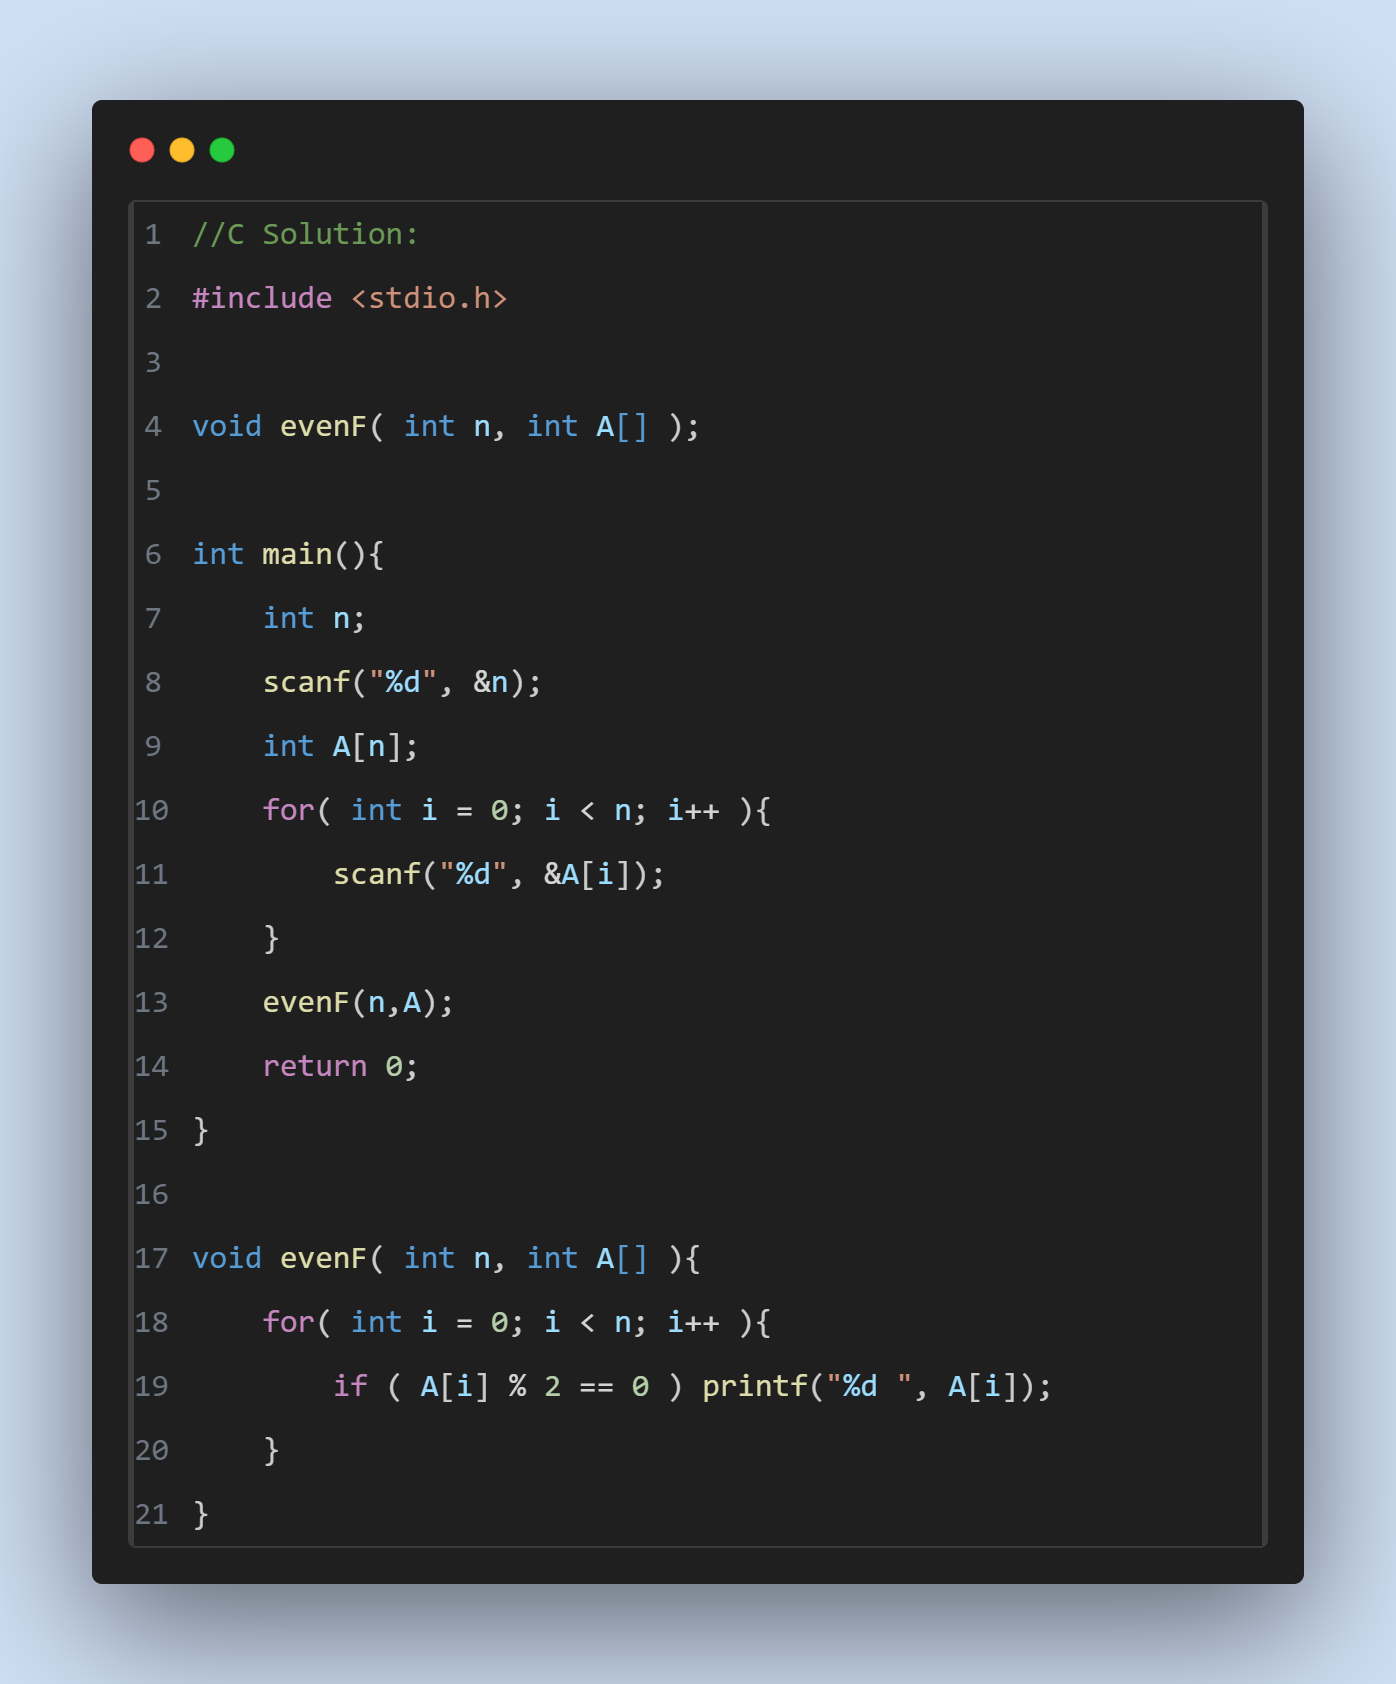 1 //C Solution:
2 #include <stdio.h>
3
4 void evenF( int n, int A[] );
5
6 int main(){
7     int n;
8     scanf("%d", &n);
9     int A[n];
10     for( int i = 0; i < n; i++ ){
11         scanf("%d", &A[i]);
12     }
13     evenF(n,A);
14     return 0;
15 }
16
17 void evenF( int n, int A[] ){
18     for( int i = 0; i < n; i++ ){
19         if ( A[i] % 2 == 0 ) printf("%d ", A[i]);
20     }
21 }